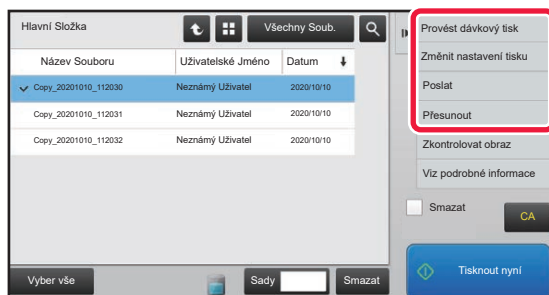 Hlavní Složka
Všechny Soub.
Název Souboru Uživatelské Jméno Datum
Copy_20201010_112030 Neznámý Uživatel 2020/10/10
Copy_20201010_112031 Neznámý Uživatel 2020/10/10
Copy_20201010_112032 Neznámý Uživatel 2020/10/10
Vyber vše
Sady
Smazat
Provést dávkový tisk
Změnit nastavení tisku
Poslat
Přesunout
Zkontrolovat obraz
Viz podrobné informace
Smazat
CA
Tisknout nyní